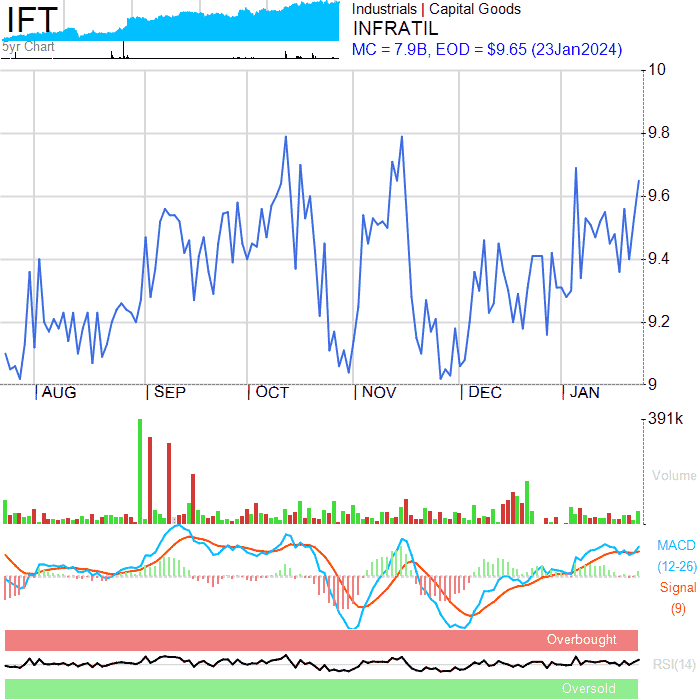 IFT
5yr Chart
Industrials | Capital Goods
INFRATIL
MC = 7.9B, EOD = $9.65 (23Jan2024)
10
9.8
9.6
9.4
9.2
9
AUG
SEP
OCT
NOV
DEC
JAN
391k
Volume
MACD
(12-26)
Signal
(9)
Overbought
RSI(14)
Oversold